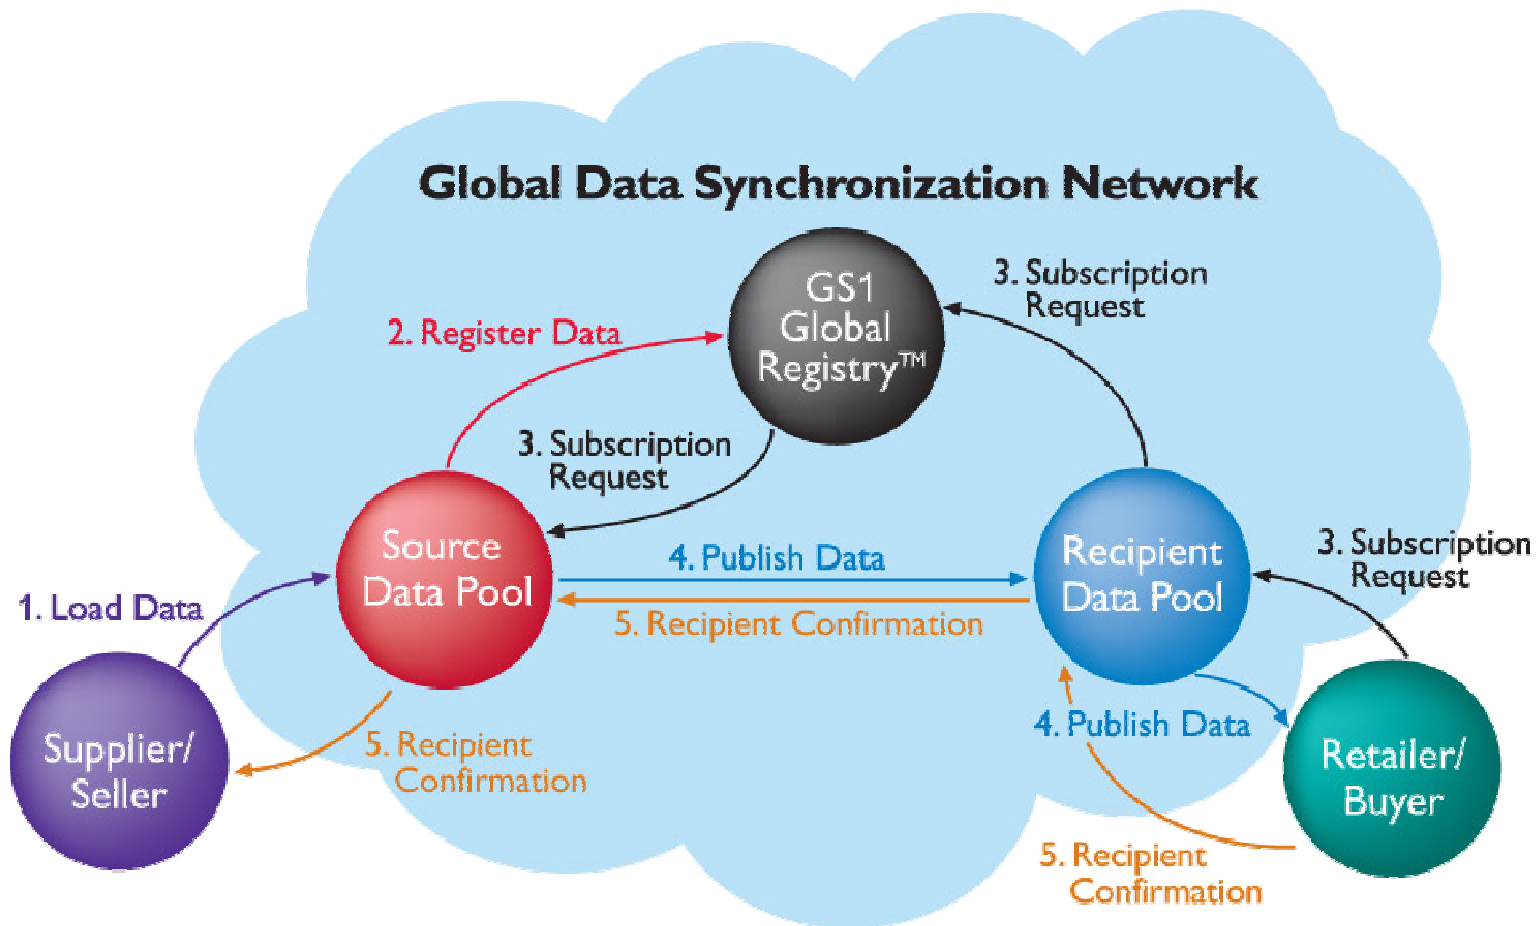 Global Data Synchronization Network
GS1
Global
Registry™
3. Subscription
Request
2. Register Data
3. Subscription
Request
Source
Data Pool
4. Publish Data
5. Recipient Confirmation
Recipient
Data Pool
3. Subscription
Request
1. Load Data
Supplier/
Seller
5. Recipient
Confirmation
4. Publish Data
Retailer/
Buyer
5. Recipient
Confirmation